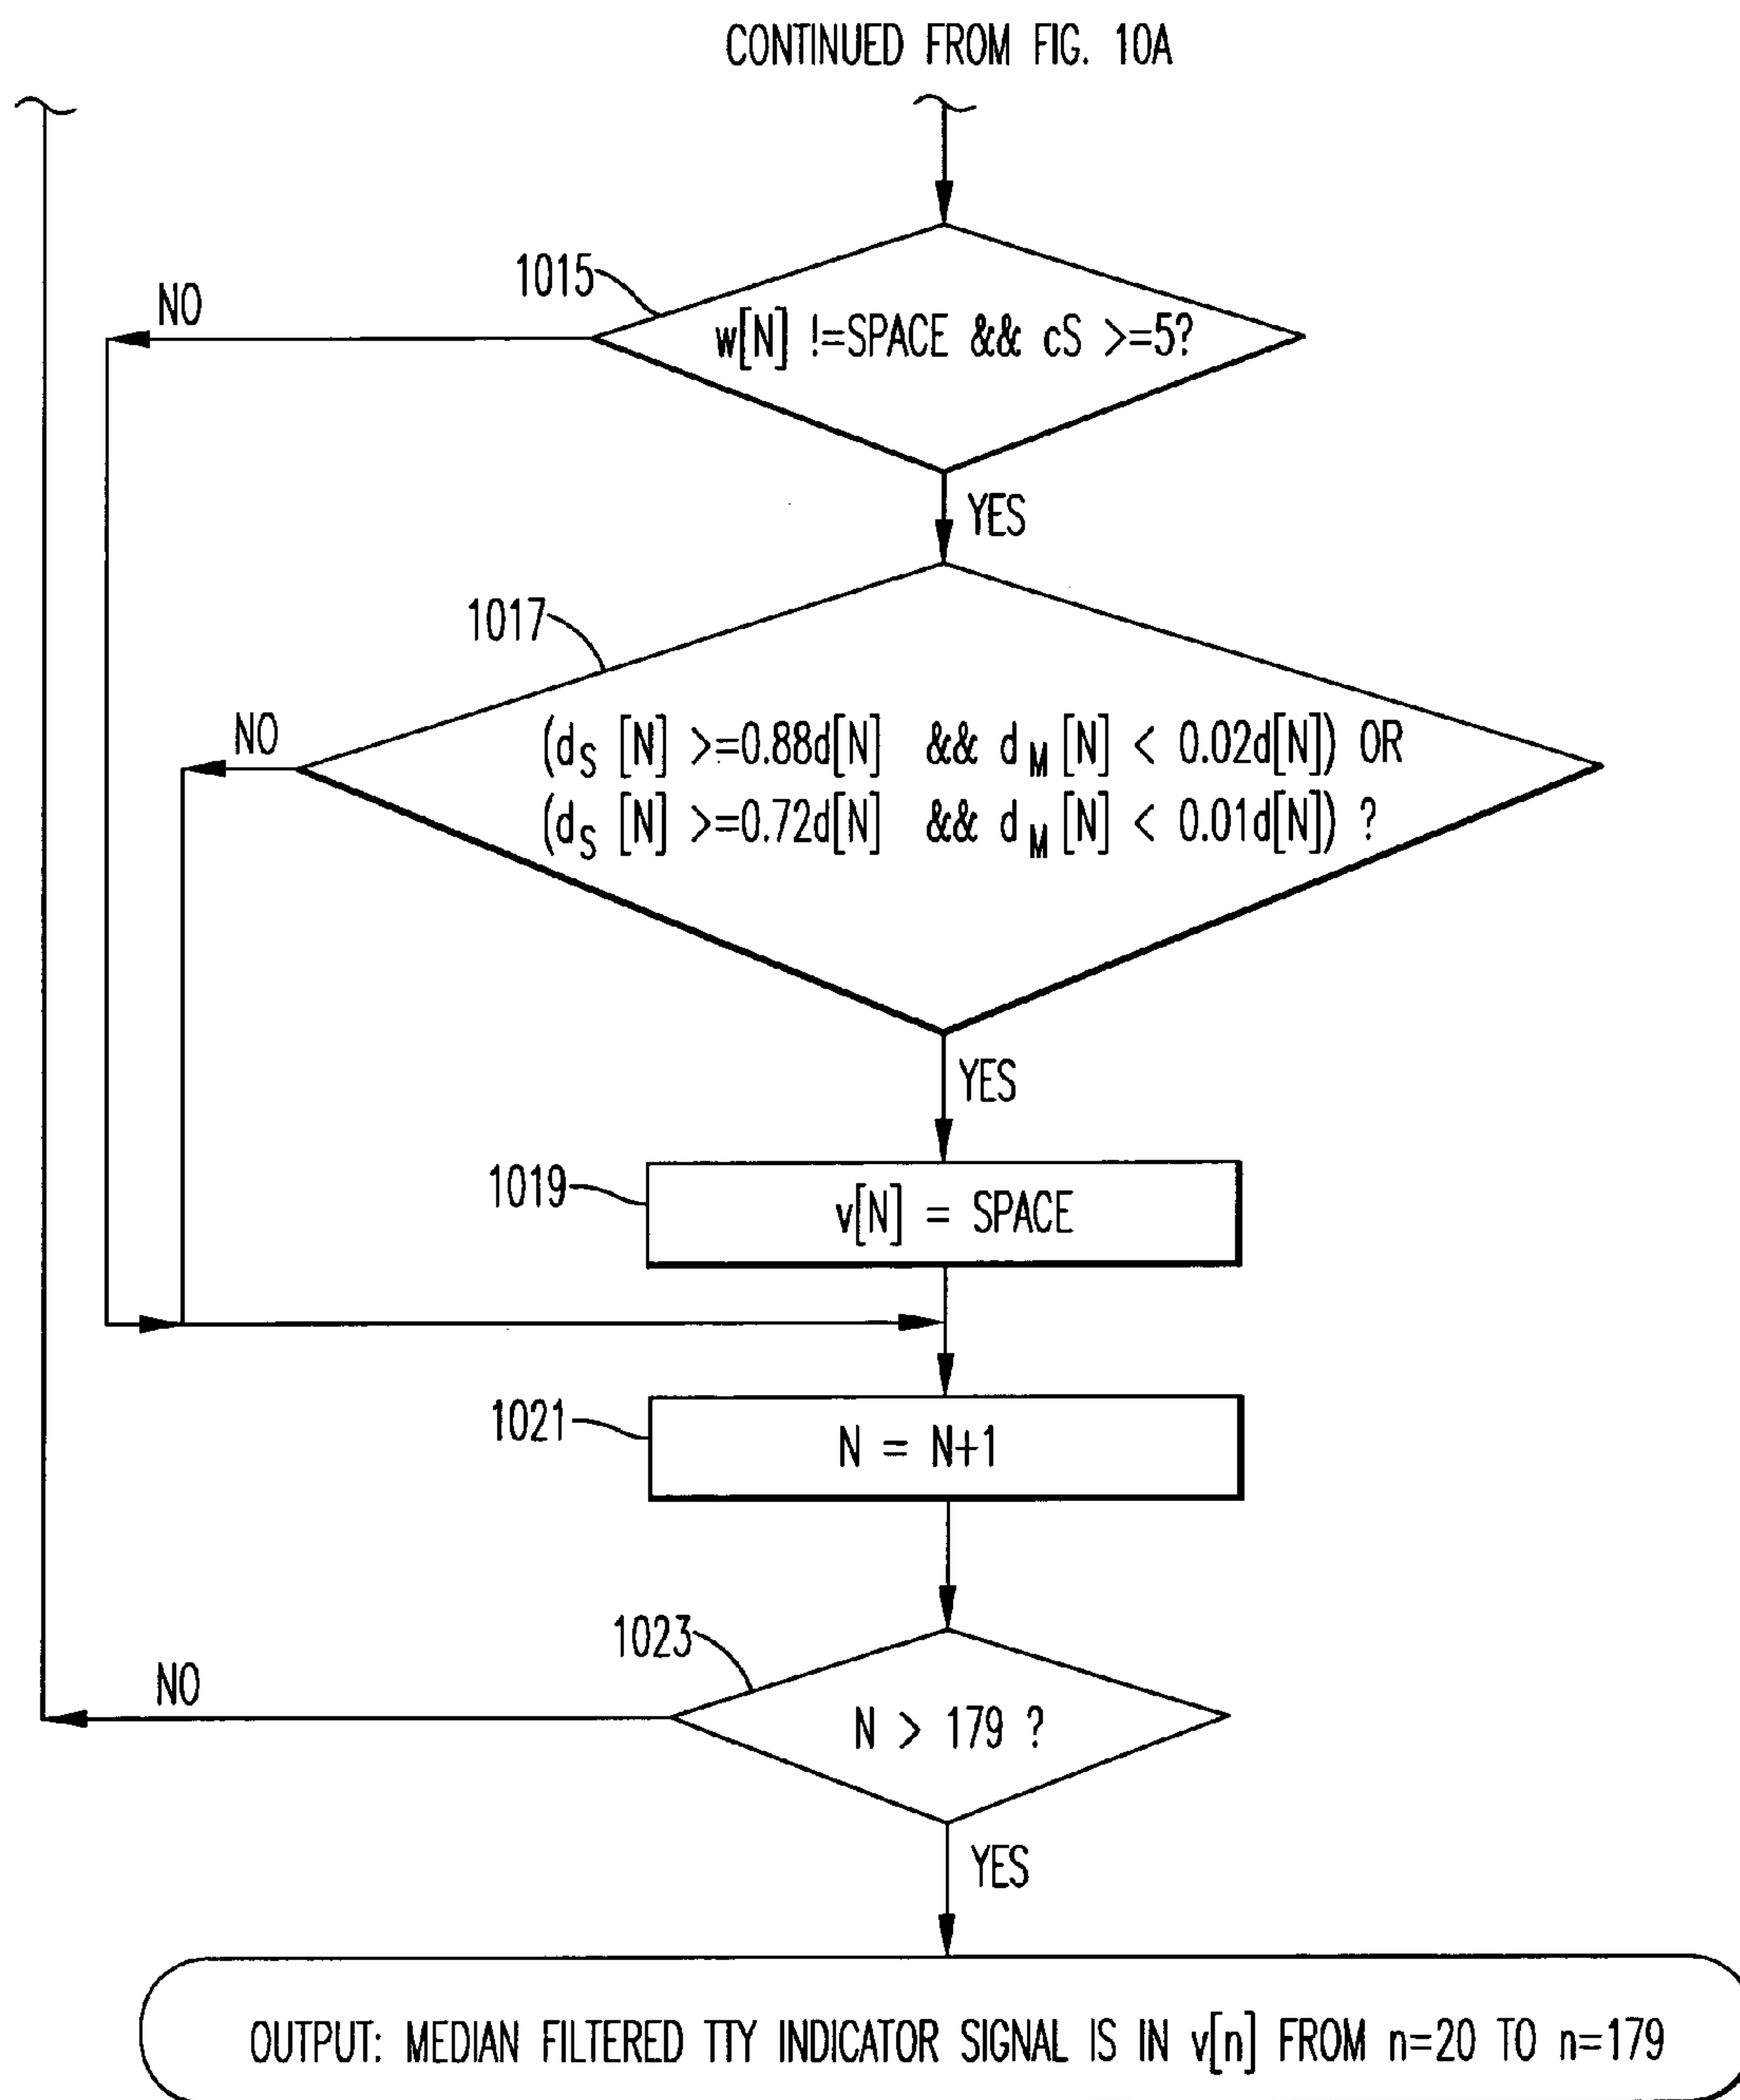 CONTINUED FROM FIG. 10A
1015
NO
w[N] !=SPACE && cS >=5?
YES
1017
NO
(dS [N] >=0.88d[N] && dM [N] < 0.02d[N]) OR
(dS [N] >=0.72d[N] && dM [N] < 0.01d[N]) ?
YES
1019
v[N] = SPACE
1021
N = N+1
1023
NO
N > 179 ?
YES
OUTPUT: MEDIAN FILTERED TTY INDICATOR SIGNAL IS IN v[n] FROM n=20 TO n=179